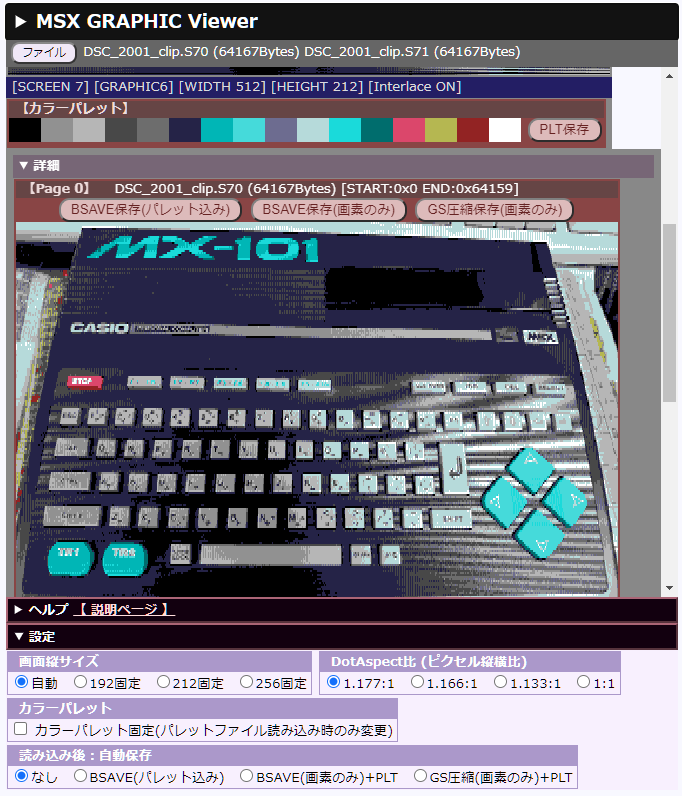 ▶ MSX GRAPHIC Viewer
ファイル DSC_2001_clip.S70 (64167Bytes) DSC_2001_clip.S71 (64167Bytes)
[SCREEN 7] [GRAPHIC6] [WIDTH 512] [HEIGHT 212] [Interlace ON]
【カラーパレット】
PLT保存
▼ 詳細
【Page 0】 DSC_2001_clip.S70 (64167Bytes) [START:0x0 END:0x64159]
BSAVE保存(パレット込み) BSAVE保存(画素のみ) GS圧縮保存(画素のみ)
MX-101
CASIO PERSONAL COMPUTER MSX
STOP
▶ ヘルプ 【 説明ページ 】
▼ 設定
画面縦サイズ
自動 192固定 212固定 256固定
DotAspect比 (ピクセル縦横比)
1.177:1 1.166:1 1.133:1 1:1
カラーパレット
カラーパレット固定(パレットファイル読み込み時のみ変更)
読み込み後：自動保存
なし BSAVE(パレット込み) BSAVE(画素のみ)+PLT GS圧縮(画素のみ)+PLT